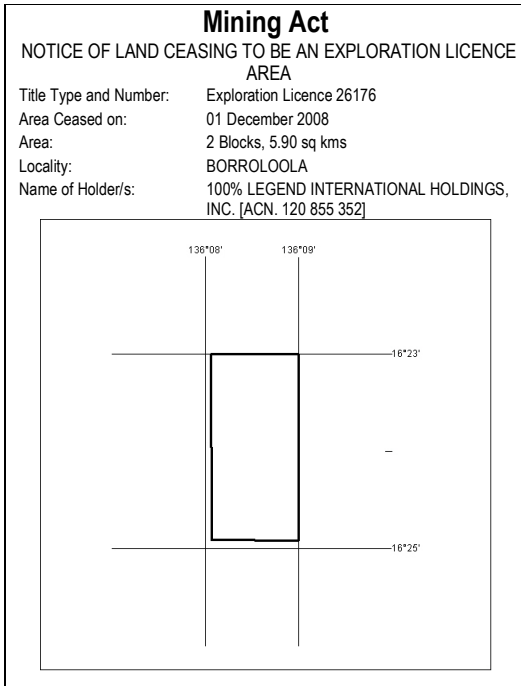 Mining Act
NOTICE OF LAND CEASING TO BE AN EXPLORATION LICENCE
AREA
Title Type and Number: Exploration Licence 26176
Area Ceased on: 01 December 2008
Area: 2 Blocks, 5.90 sq kms
Locality: BORROLOOLA
Name of Holder/s: 100% LEGEND INTERNATIONAL HOLDINGS,
INC. [ACN. 120 855 352]
136°08' 136°09'
16°23'
16°25'